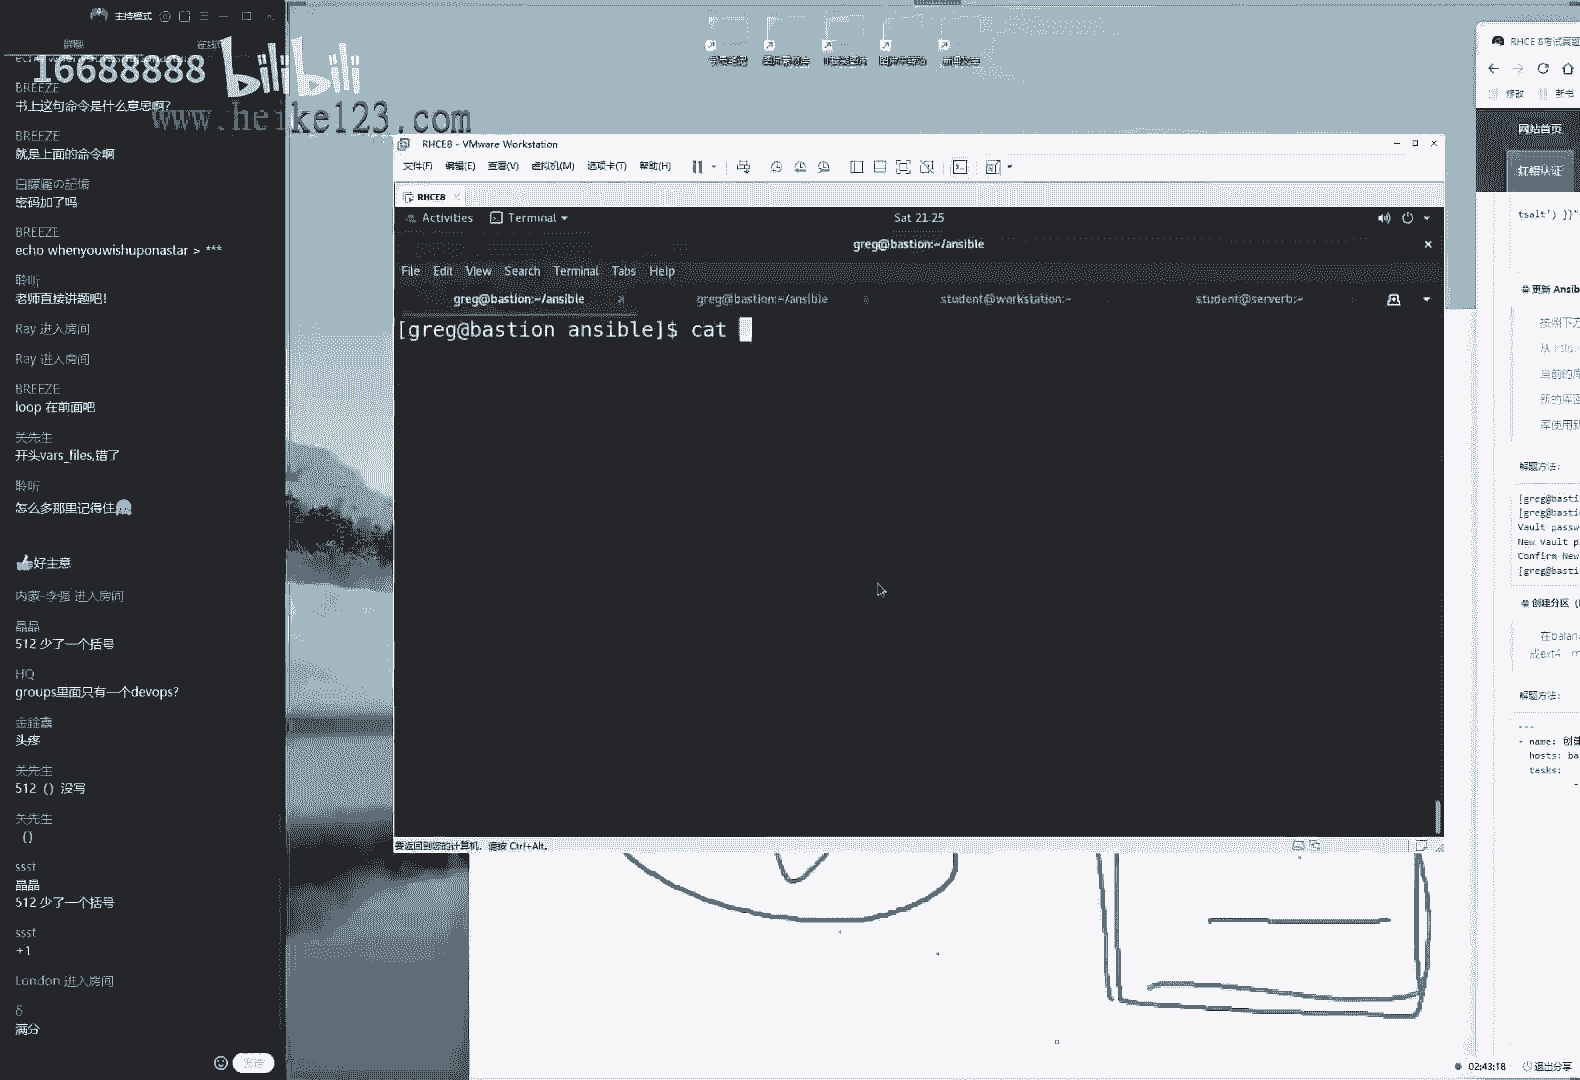 主持模式
16688888 bilibili
www.heike123.com
BREEZE
书上这句命令是什么意思啊?
BREEZE
就是上面的命令啊
白朦胧の記憶
密码加了吗
BREEZE
echo whenyouwishuponastar > ***
聆听
老师直接讲题吧!
Ray 进入房间
Ray 进入房间
BREEZE
loop 在前面吧
关先生
开头vars_files,错了
聆听
怎么多那里记得住
好主意
内蒙-李强 进入房间
晶晶
512 少了一个括号
HQ
groups里面只有一个devops?
金銓鑫
头疼
关先生
512（）没写
关先生
（）
ssst
晶晶
512 少了一个括号
ssst
+1
London 进入房间
δ
满分
发送
RHCE8 - VMware Workstation
文件(F) 编辑(E) 查看(V) 虚拟机(M) 选项卡(T) 帮助(H)
RHCE8
Activities Terminal Sat 21:25
greg@bastion:~/ansible
File Edit View Search Terminal Tabs Help
greg@bastion:~/ansible greg@bastion:~/ansible student@workstation:~ student@serverb:~
[greg@bastion ansible]$ cat
要返回到您的计算机，请按 Ctrl+Alt。
RHCE 8考试真题
网站首页
红帽认证
tsalt') }}"
更新 Ansib
按照下方
当前的库
新的库密
库使用新
解题方法:
[greg@basti
[greg@basti
Vault passw
New Vault p
Confirm New
[greg@basti
创建分区（
在balan
成ext4
解题方法:
---
- name: 创建
hosts: ba
tasks:
-
02:43:18 退出分享